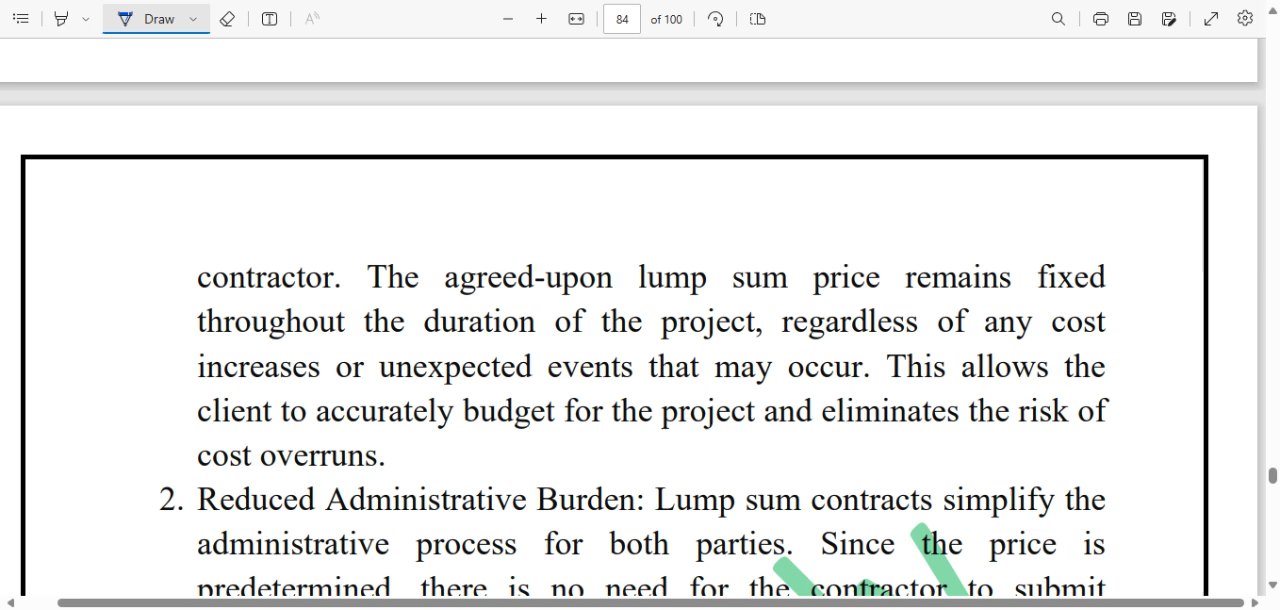 Draw
84 of 100
contractor. The agreed-upon lump sum price remains fixed
throughout the duration of the project, regardless of any cost
increases or unexpected events that may occur. This allows the
client to accurately budget for the project and eliminates the risk of
cost overruns.
2. Reduced Administrative Burden: Lump sum contracts simplify the
administrative process for both parties. Since the price is
predetermined there is no need for the contractor to submit